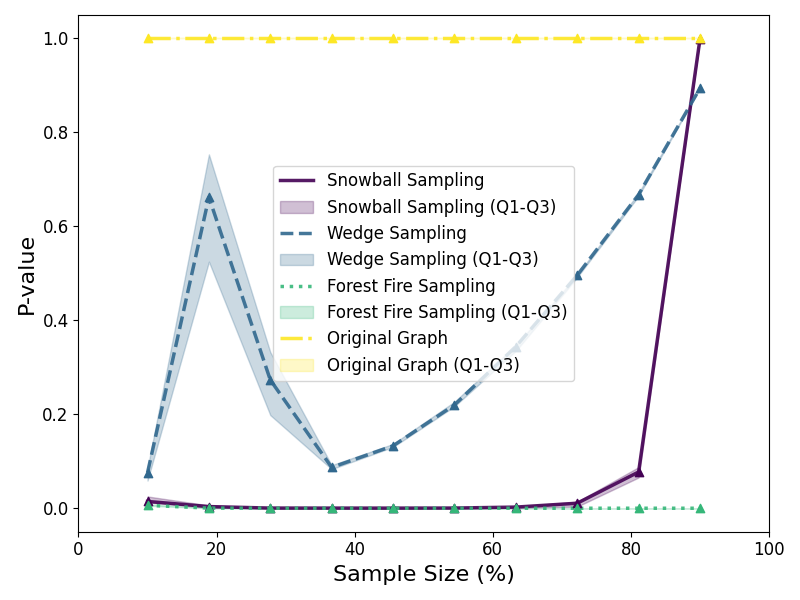 1.0
0.8
0.6
0.4
0.2
0.0
P-value
Snowball Sampling
Snowball Sampling (Q1-Q3)
Wedge Sampling
Wedge Sampling (Q1-Q3)
Forest Fire Sampling
Forest Fire Sampling (Q1-Q3)
Original Graph
Original Graph (Q1-Q3)
0 20 40 60 80 100
Sample Size (%)